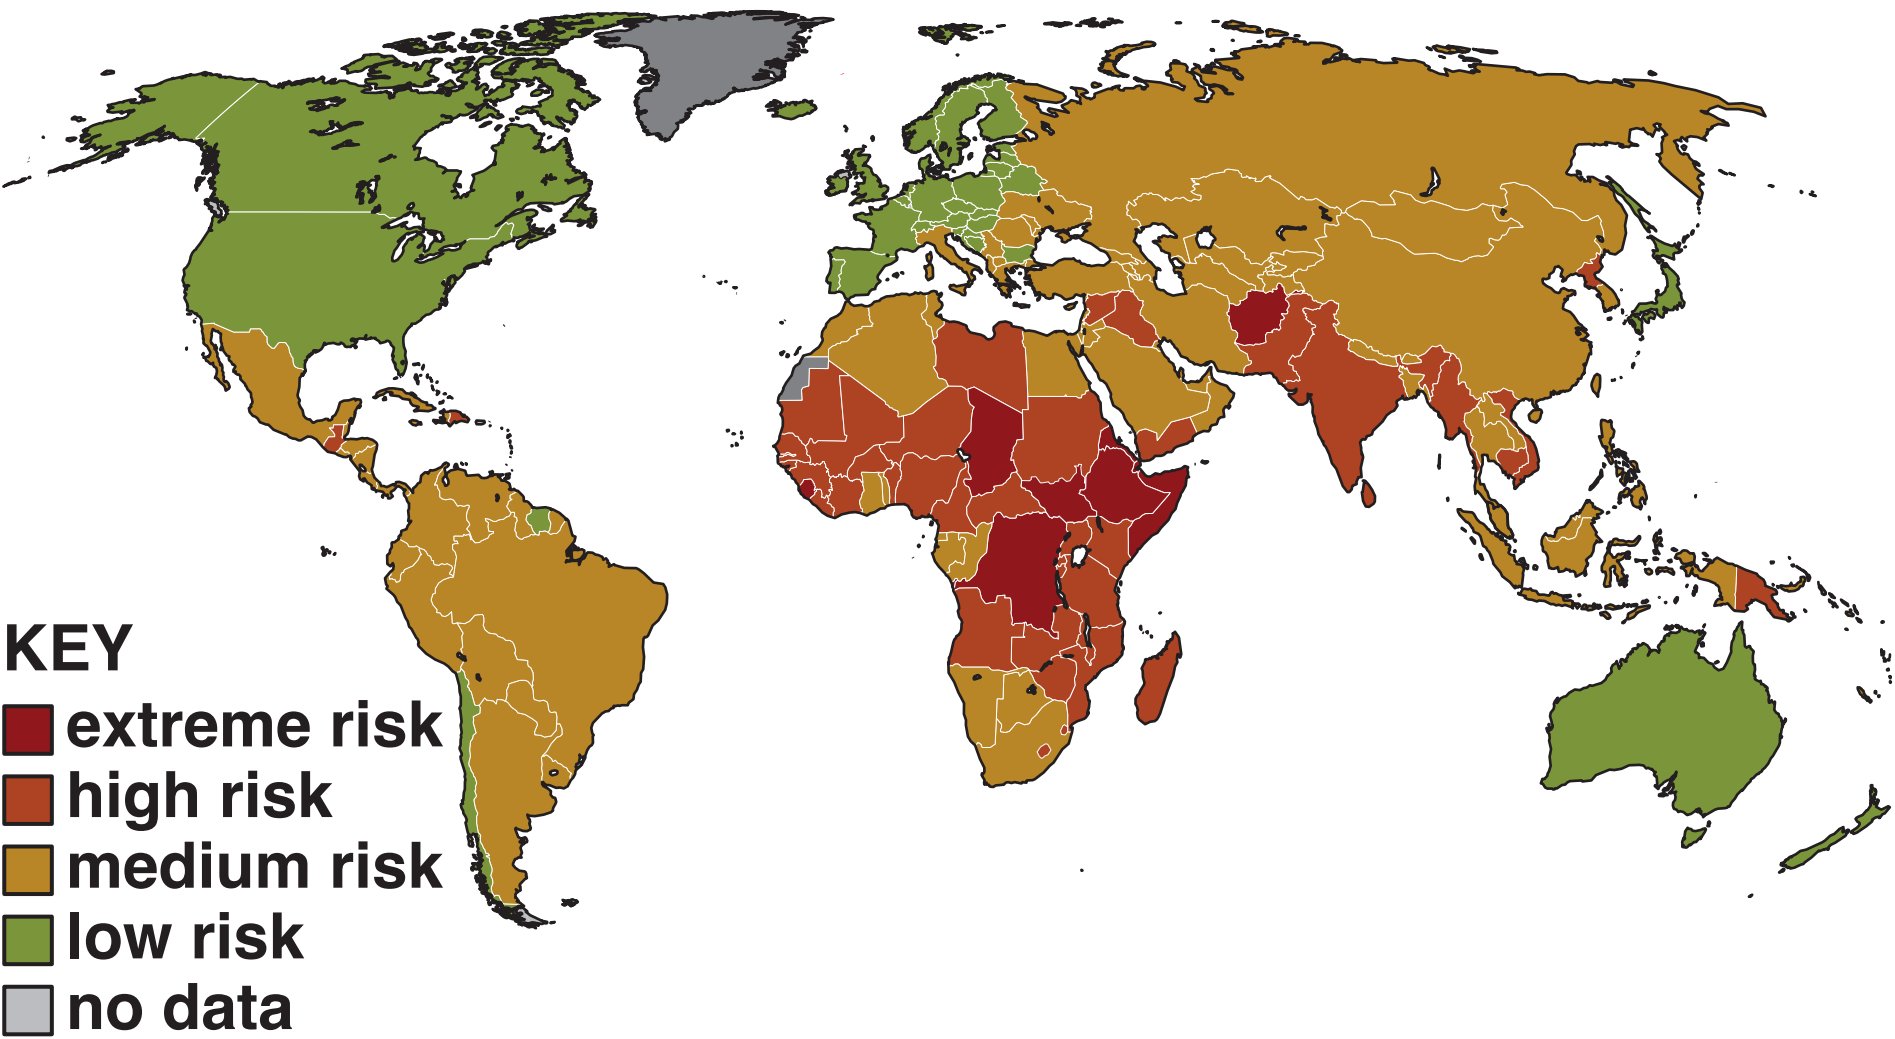 KEY
extreme risk
high risk
medium risk
low risk
no data